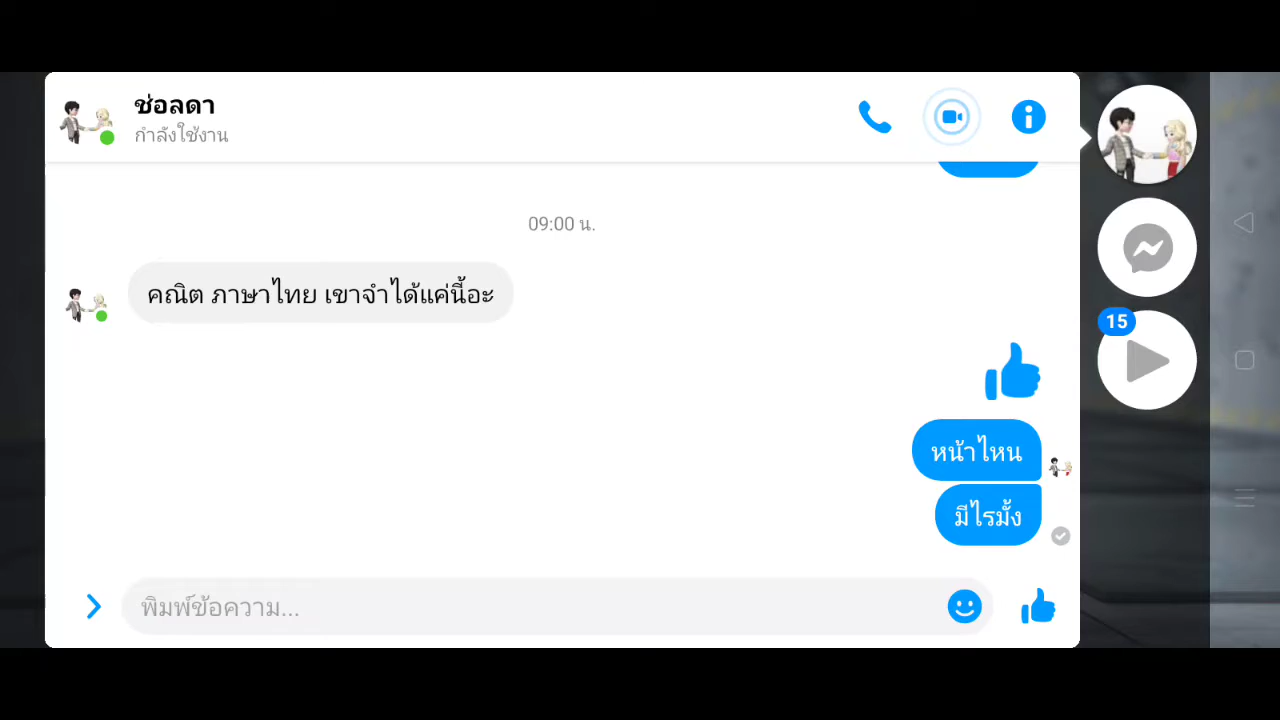 ช่อลดา
กำลังใช้งาน
09:00 น.
คณิต ภาษาไทย เขาจำได้แค่นี้อะ
15
หน้าไหน
มีไรมั้ง
พิมพ์ข้อความ...